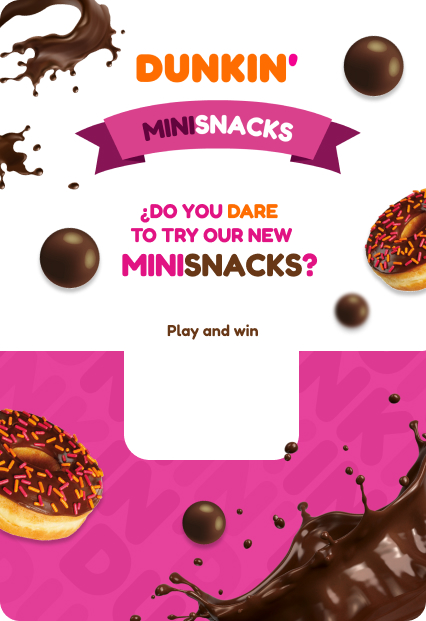 DUNKIN'
MINISNACKS
¿DO YOU DARE
TO TRY OUR NEW
MINISNACKS?
Play and win